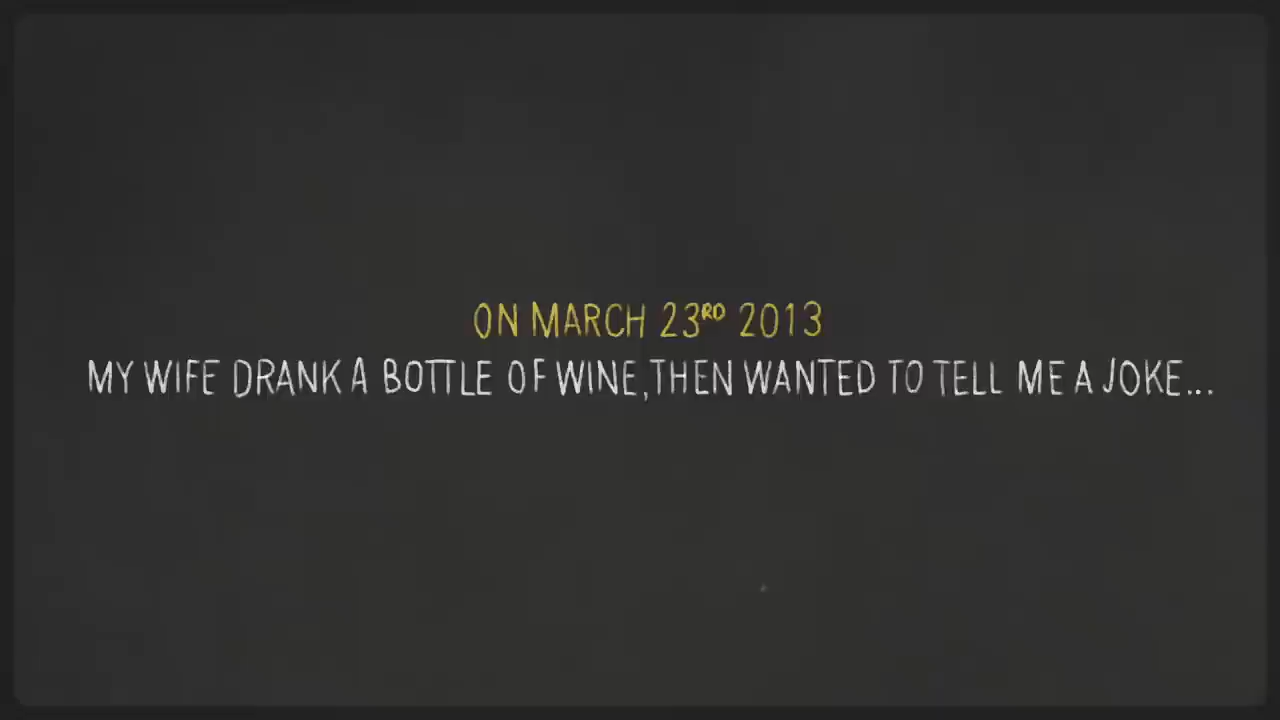 ON MARCH 23RD 2013
MY WIFE DRANK A BOTTLE OF WINE, THEN WANTED TO TELL ME A JOKE...